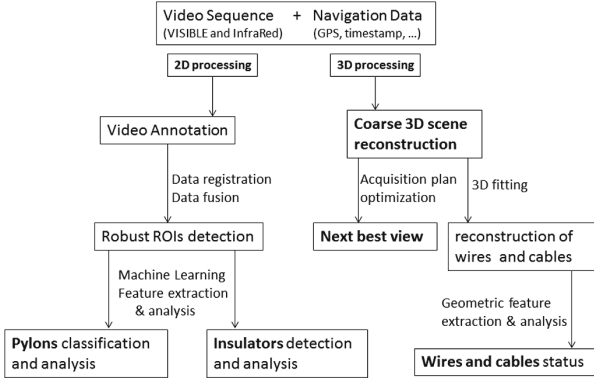 Video Sequence + Navigation Data
(VISIBLE and InfraRed) (GPS, timestamp, ...)
2D processing
3D processing
Video Annotation
Coarse 3D scene
reconstruction
Data registration
Data fusion
Acquisition plan
optimization
3D fitting
Robust ROIs detection
Next best view
reconstruction of
wires and cables
Machine Learning
Feature extraction
& analysis
Geometric feature
extraction & analysis
Pylons classification
and analysis
Insulators detection
and analysis
Wires and cables status